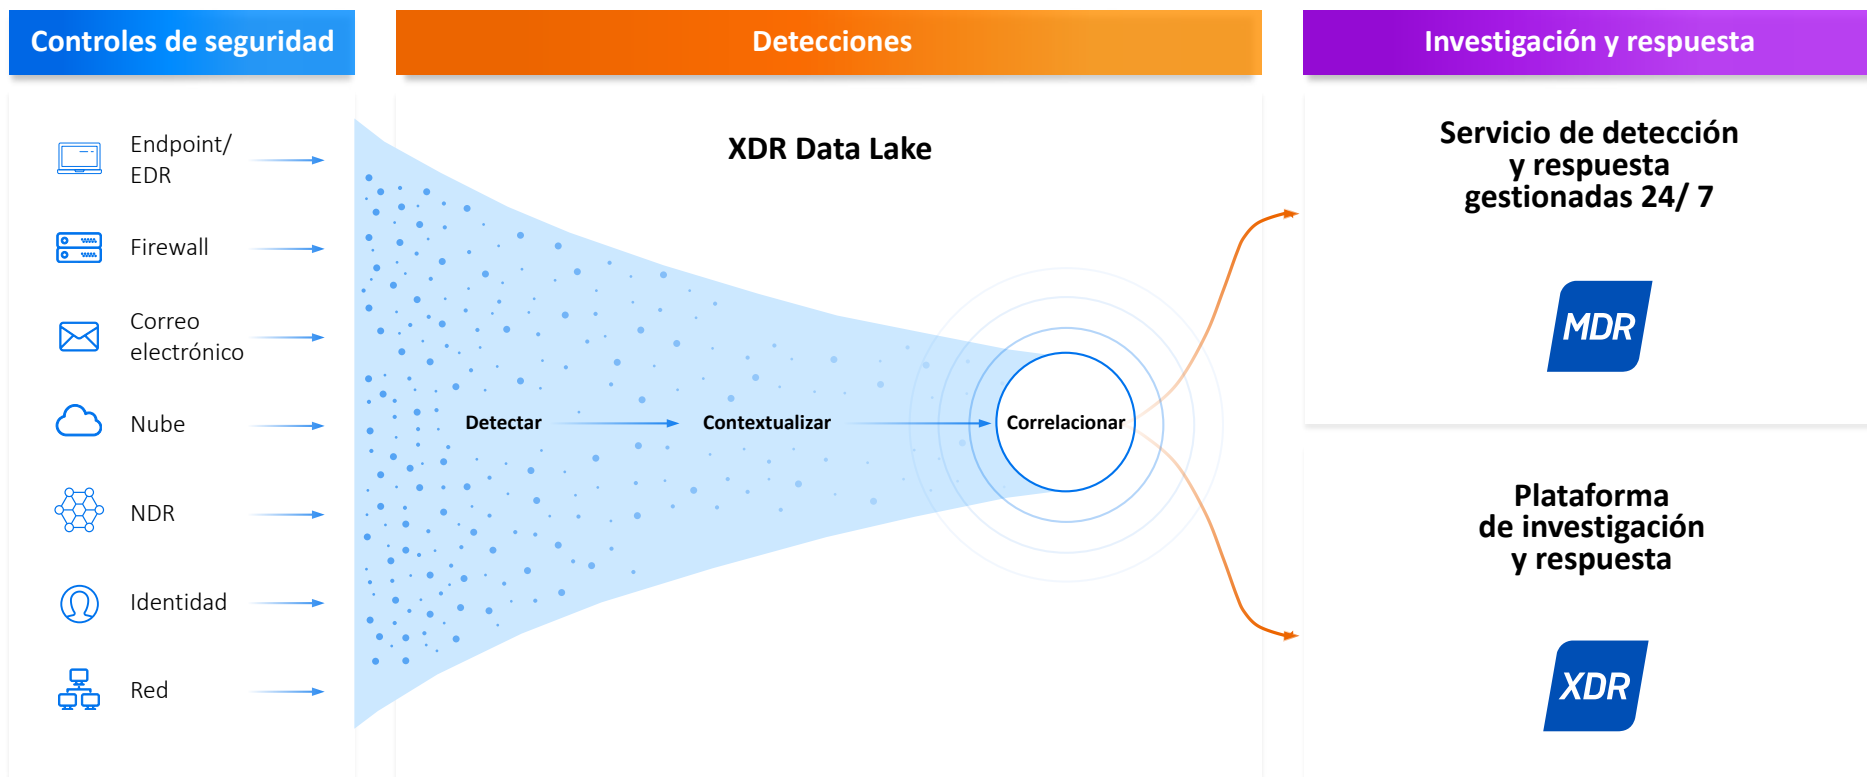 Controles de seguridad
Detecciones
Investigación y respuesta
Endpoint/
EDR
Firewall
Correo
electrónico
Nube
NDR
Identidad
Red
XDR Data Lake
Detectar
Contextualizar
Correlacionar
Servicio de detección
y respuesta
gestionadas 24/ 7
MDR
Plataforma
de investigación
y respuesta
XDR